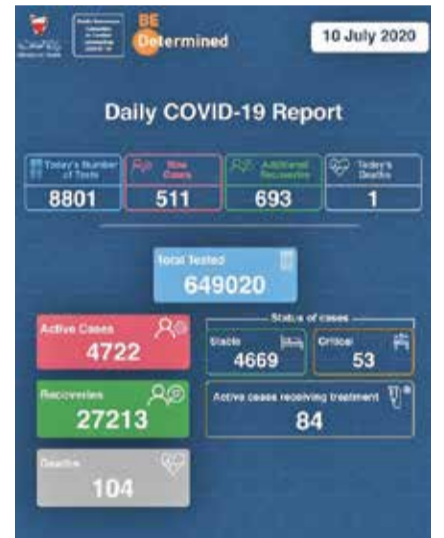 BE
Determined
10 July 2020
Daily COVID-19 Report
Today's Number of Tests
8801
New Cases
511
Additional Recoveries
693
Today's Deaths
1
Total Tested
649020
Active Cases
4722
Status of cases
Stable
4669
Critical
53
Recoveries
27213
Active cases receiving treatment
84
Deaths
104